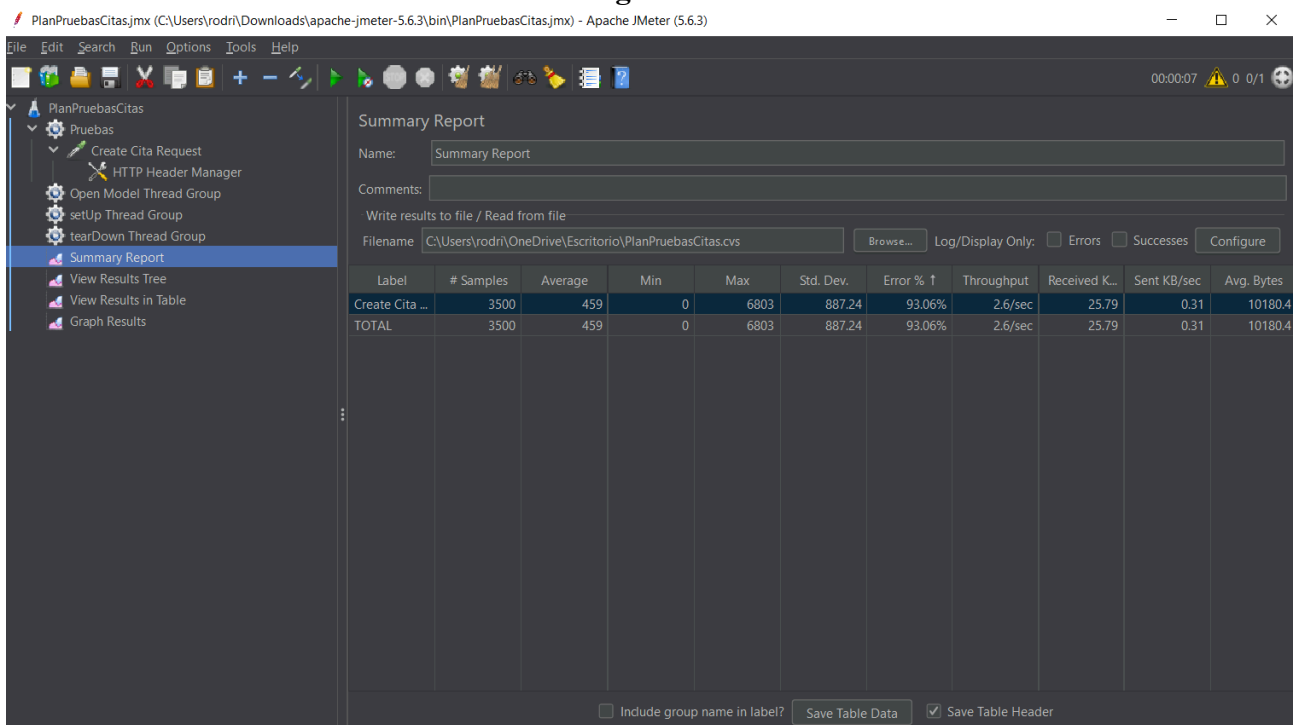 PlanPruebasCitas.jmx (C:\Users\rodri\Downloads\apache-jmeter-5.6.3\bin\PlanPruebasCitas.jmx) - Apache JMeter (5.6.3)
File Edit Search Run Options Tools Help
00:00:07 0 0/1
PlanPruebasCitas
Pruebas
Create Cita Request
HTTP Header Manager
Open Model Thread Group
setUp Thread Group
tearDown Thread Group
Summary Report
View Results Tree
View Results in Table
Graph Results
Summary Report
Name: Summary Report
Comments:
Write results to file / Read from file
Filename C:\Users\rodri\OneDrive\Escritorio\PlanPruebasCitas.cvs Browse... Log/Display Only: Errors Successes Configure
Label # Samples Average Min Max Std. Dev. Error % ↑ Throughput Received K... Sent KB/sec Avg. Bytes
Create Cita ... 3500 459 0 6803 887.24 93.06% 2.6/sec 25.79 0.31 10180.4
TOTAL 3500 459 0 6803 887.24 93.06% 2.6/sec 25.79 0.31 10180.4
Include group name in label? Save Table Data Save Table Header